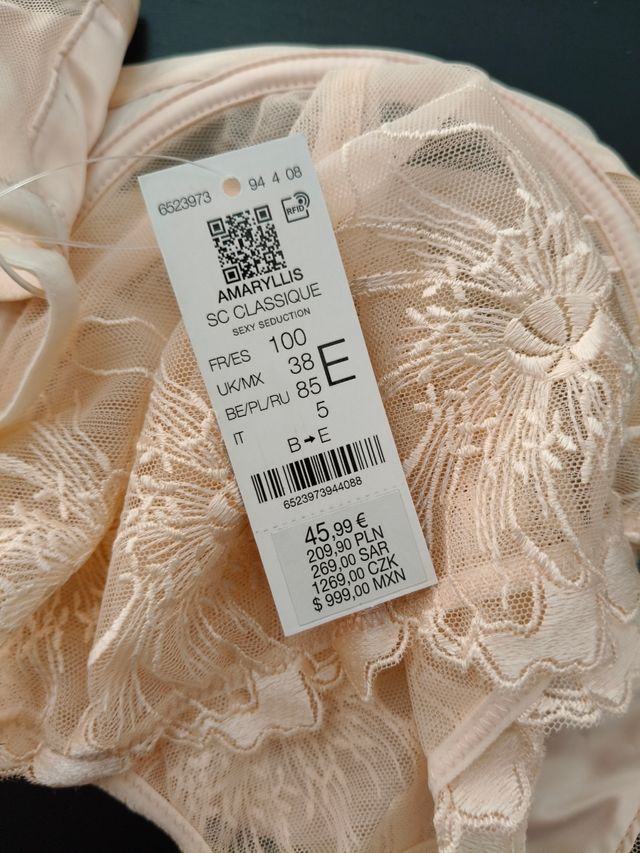 6523973 94 4 08
RFID
AMARYLLIS
SC CLASSIQUE
SEXY SEDUCTION
FR/ES 100
UK/MX 38 E
BE/PL/RU 85
IT 5
B➞E
6523973944088
45,99 €
209,90 PLN
269,00 SAR
1269,00 CZK
$ 999,00 MXN